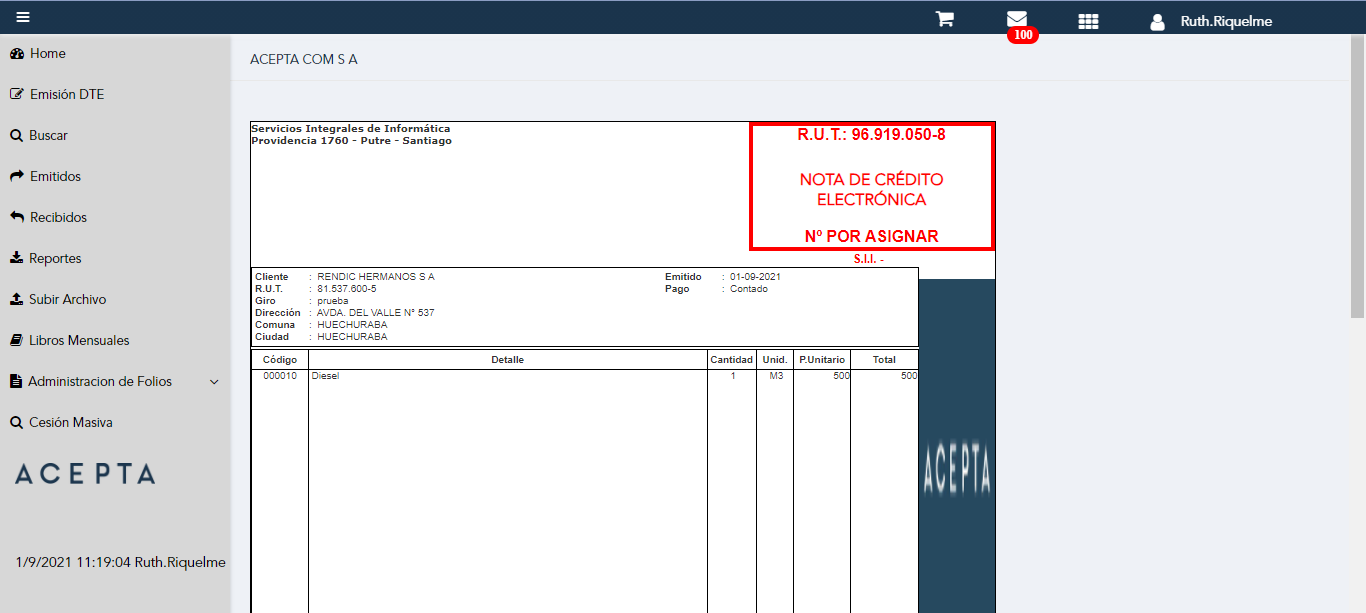 Ruth.Riquelme
100
Home
Emisión DTE
Buscar
Emitidos
Recibidos
Reportes
Subir Archivo
Libros Mensuales
Administracion de Folios
Cesión Masiva
ACEPTA
1/9/2021 11:19:04 Ruth.Riquelme
ACEPTA COM S A
Servicios Integrales de Informática
Providencia 1760 - Putre - Santiago
R.U.T.: 96.919.050-8
NOTA DE CRÉDITO
ELECTRÓNICA
Nº POR ASIGNAR
S.I.I. -
Cliente : RENDIC HERMANOS S A Emitido : 01-09-2021
R.U.T. : 81.537.600-5 Pago : Contado
Giro : prueba
Dirección : AVDA. DEL VALLE N° 537
Comuna : HUECHURABA
Ciudad : HUECHURABA
Código Detalle Cantidad Unid. P.Unitario Total
000010 Diesel 1 M3 500 500
ACEPTA